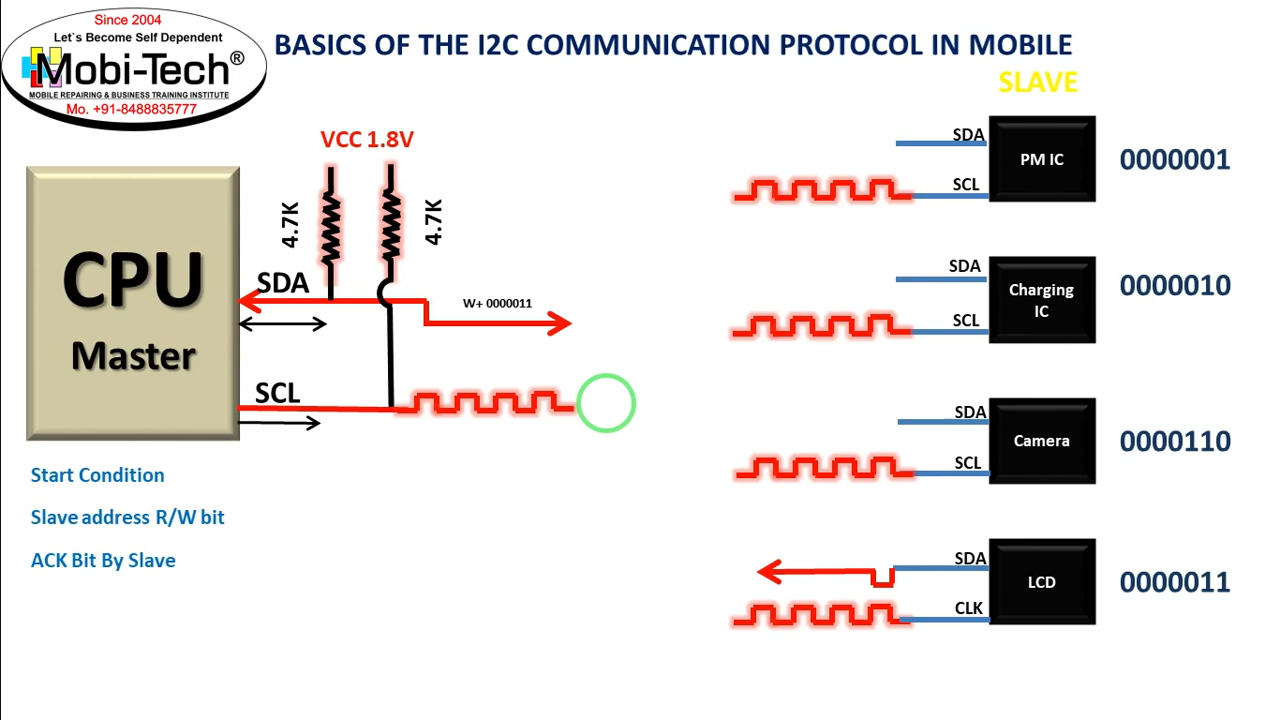 Since 2004
Let`s Become Self Dependent
Mobi-Tech®
MOBILE REPAIRING & BUSINESS TRAINING INSTITUTE
Mo. +91-8488835777
BASICS OF THE I2C COMMUNICATION PROTOCOL IN MOBILE
SLAVE
VCC 1.8V
4.7K
4.7K
CPU
Master
SDA
W+ 0000011
SCL
Start Condition
Slave address R/W bit
ACK Bit By Slave
SDA
SCL
PM IC
0000001
SDA
SCL
Charging
IC
0000010
SDA
SCL
Camera
0000110
SDA
CLK
LCD
0000011